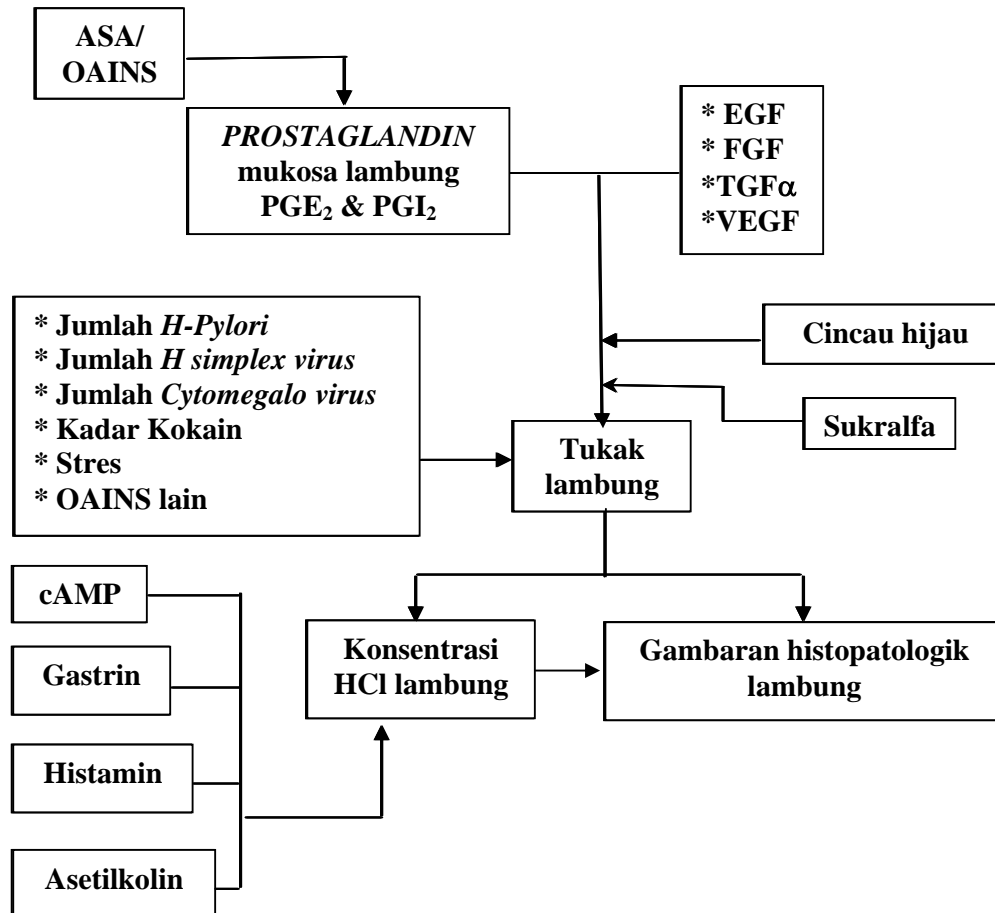 ASA/
OAINS
PROSTAGLANDIN
mukosa lambung
PGE₂ & PGI₂
* EGF
* FGF
*TGFα
*VEGF
* Jumlah H-Pylori
* Jumlah H simplex virus
* Jumlah Cytomegalo virus
* Kadar Kokain
* Stres
* OAINS lain
Cincau hijau
Sukralfa
Tukak
lambung
cAMP
Gastrin
Histamin
Asetilkolin
Konsentrasi
HCl lambung
Gambaran histopatologik
lambung